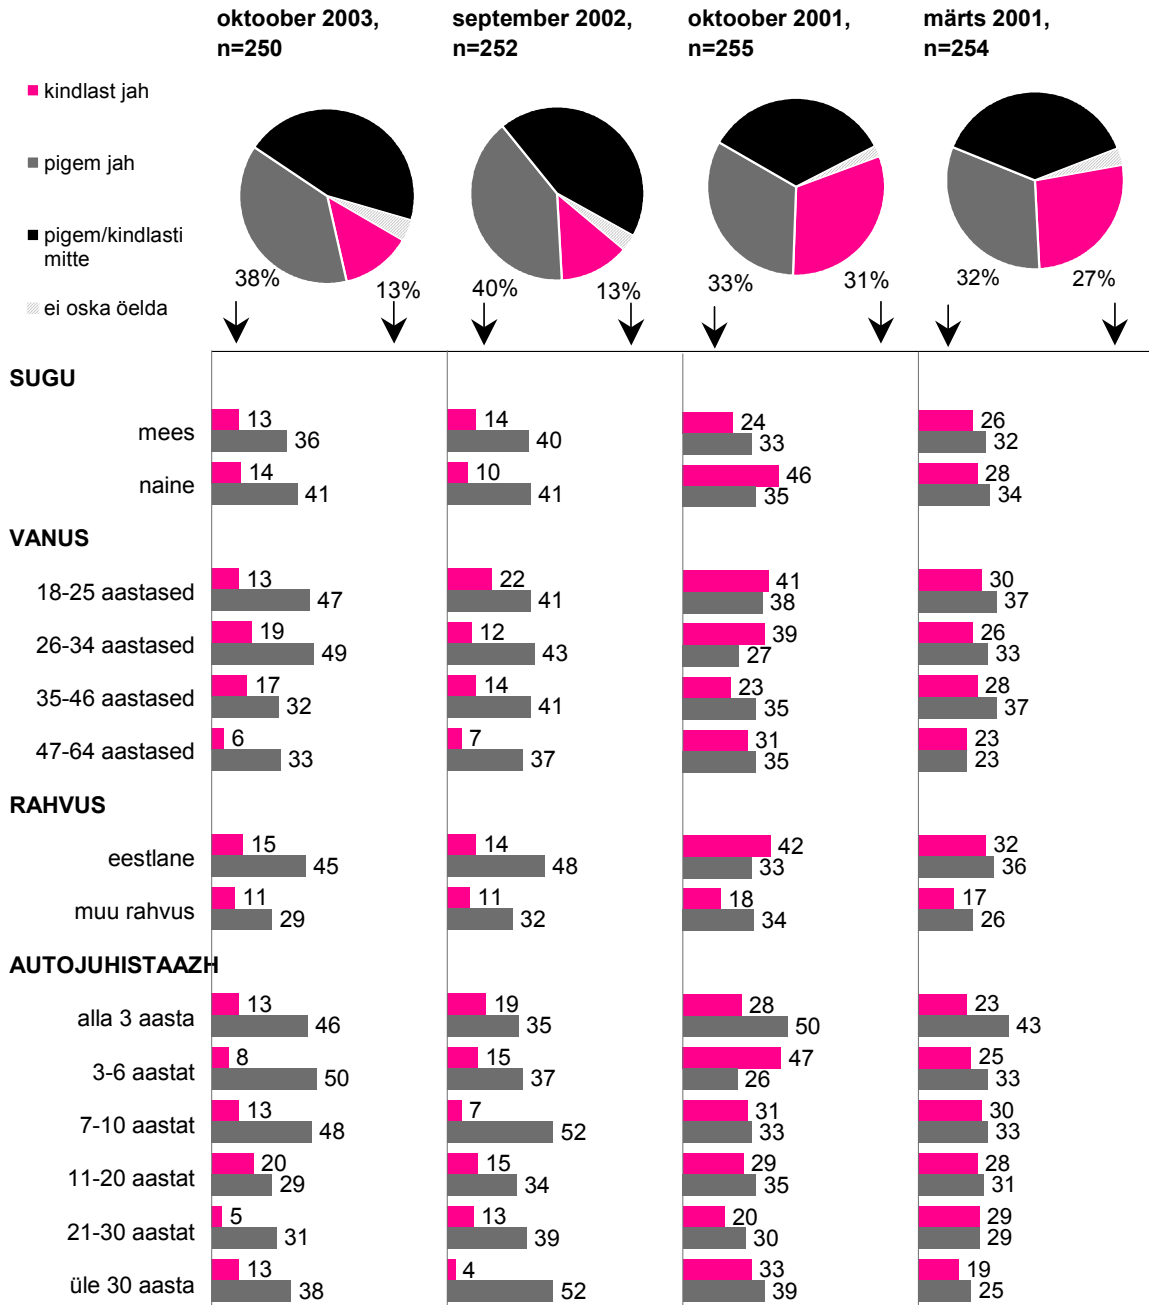 oktoober 2003,
n=250
september 2002,
n=252
oktoober 2001,
n=255
märts 2001,
n=254
kindlast jah
pigem jah
pigem/kindlasti
mitte
ei oska öelda
38% 13% 40% 13% 33% 31% 32% 27%
SUGU
mees 13 36 14 40 24 33 26 32
naine 14 41 10 41 46 35 28 34
VANUS
18-25 aastased 13 47 22 41 41 38 30 37
26-34 aastased 19 49 12 43 39 27 26 33
35-46 aastased 17 32 14 41 23 35 28 37
47-64 aastased 6 33 7 37 31 35 23 23
RAHVUS
eestlane 15 45 14 48 42 33 32 36
muu rahvus 11 29 11 32 18 34 17 26
AUTOJUHISTAAZH
alla 3 aasta 13 46 19 35 28 50 23 43
3-6 aastat 8 50 15 37 47 26 25 33
7-10 aastat 13 48 7 52 31 33 30 33
11-20 aastat 20 29 15 34 29 35 28 31
21-30 aastat 5 31 13 39 20 30 29 29
üle 30 aasta 13 38 4 52 33 39 19 25